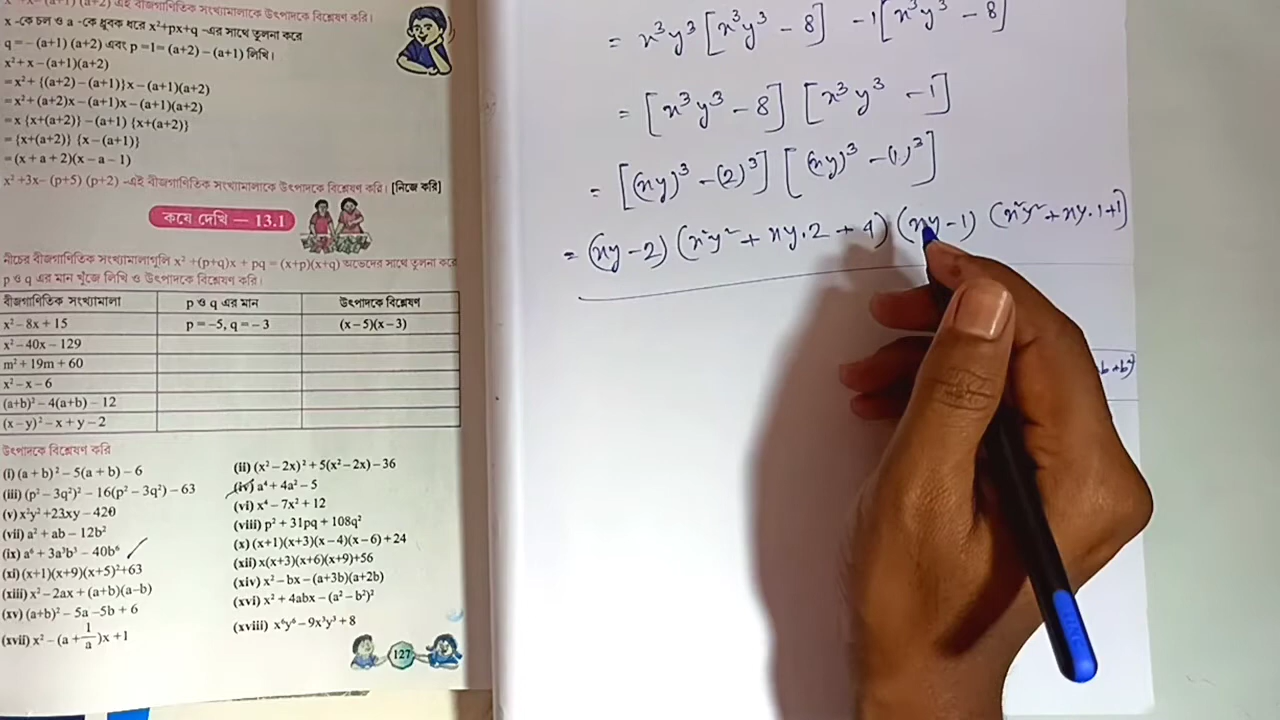 x -কে চল ও a -কে ধ্রুবক ধরে x²+px+q -এর সাথে তুলনা করে
q = − (a+1) (a+2) এবং p =1= (a+2) − (a+1) লিখি।
x² + x − (a+1)(a+2)
= x² + {(a+2) − (a+1)}x − (a+1)(a+2)
= x² + (a+2)x − (a+1)x − (a+1)(a+2)
= x {x+(a+2)} − (a+1) {x+(a+2)}
= {x+(a+2)} {x − (a+1)}
= (x + a + 2)(x − a − 1)
x² +3x− (p+5) (p+2) -এই বীজগাণিতিক সংখ্যামালাকে উৎপাদকে বিশ্লেষণ করি। [নিজে করি]
কষে দেখি — 13.1
নীচের বীজগাণিতিক সংখ্যামালাগুলি x² +(p+q)x + pq = (x+p)(x+q) অভেদের সাথে তুলনা করে
p ও q এর মান খুঁজে লিখি ও উৎপাদকে বিশ্লেষণ করি।
বীজগাণিতিক সংখ্যামালা p ও q এর মান উৎপাদকে বিশ্লেষণ
x² − 8x + 15 p = −5, q = − 3 (x−5)(x−3)
x² − 40x − 129
m² + 19m + 60
x² − x − 6
(a+b)² − 4(a+b) − 12
(x − y)² − x + y − 2
উৎপাদকে বিশ্লেষণ করি
(i) (a + b)² − 5(a + b) − 6
(ii) (x² − 2x)² + 5(x² − 2x) − 36
(iii) (p² − 3q²)² − 16(p² − 3q²) − 63
(iv) a⁴ + 4a² − 5
(v) x²y² +23xy − 420
(vi) x⁴ − 7x² + 12
(vii) a² + ab − 12b²
(viii) p² + 31pq + 108q²
(ix) a⁶ + 3a³b³ − 40b⁶
(x) (x+1)(x+3)(x − 4)(x − 6) + 24
(xi) (x+1)(x+9)(x+5)²+63
(xii) x(x+3)(x+6)(x+9)+56
(xiii) x² − 2ax + (a+b)(a−b)
(xiv) x² − bx − (a+3b)(a+2b)
(xv) (a+b)² − 5a −5b + 6
(xvi) x² + 4abx − (a² − b²)²
(xvii) x² − (a + 1/a)x + 1
(xviii) x⁶y⁶ − 9x³y³ + 8
127
= x³y³ [x³y³ − 8] −1 [x³y³ − 8]
= [x³y³ − 8] [x³y³ − 1]
= [(xy)³ − (2)³] [(xy)³ − (1)³]
= (xy − 2) (x²y² + xy.2 + 4) (xy − 1) (x²y² + xy.1 + 1]
b + b²)
LINC